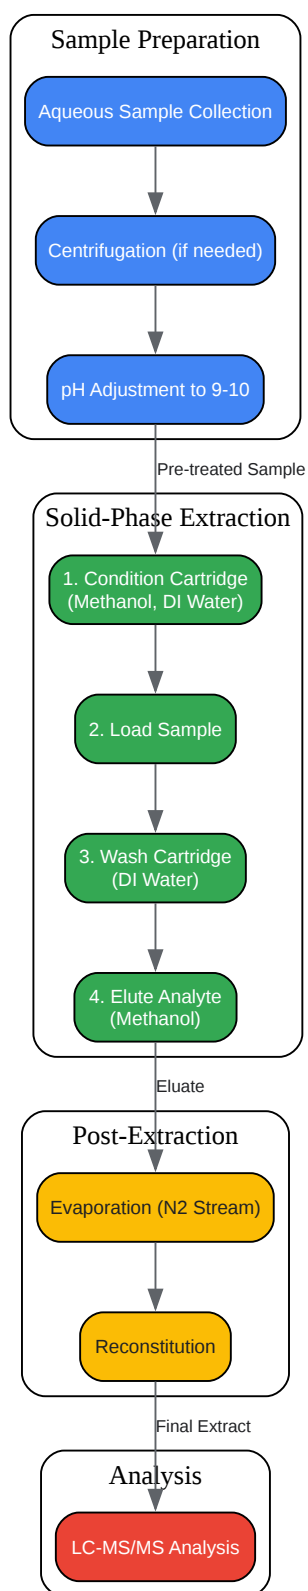 Sample Preparation
Aqueous Sample Collection
Centrifugation (if needed)
pH Adjustment to 9-10
Pre-treated Sample
Solid-Phase Extraction
1. Condition Cartridge
(Methanol, DI Water)
2. Load Sample
3. Wash Cartridge
(DI Water)
4. Elute Analyte
(Methanol)
Eluate
Post-Extraction
Evaporation (N2 Stream)
Reconstitution
Final Extract
Analysis
LC-MS/MS Analysis